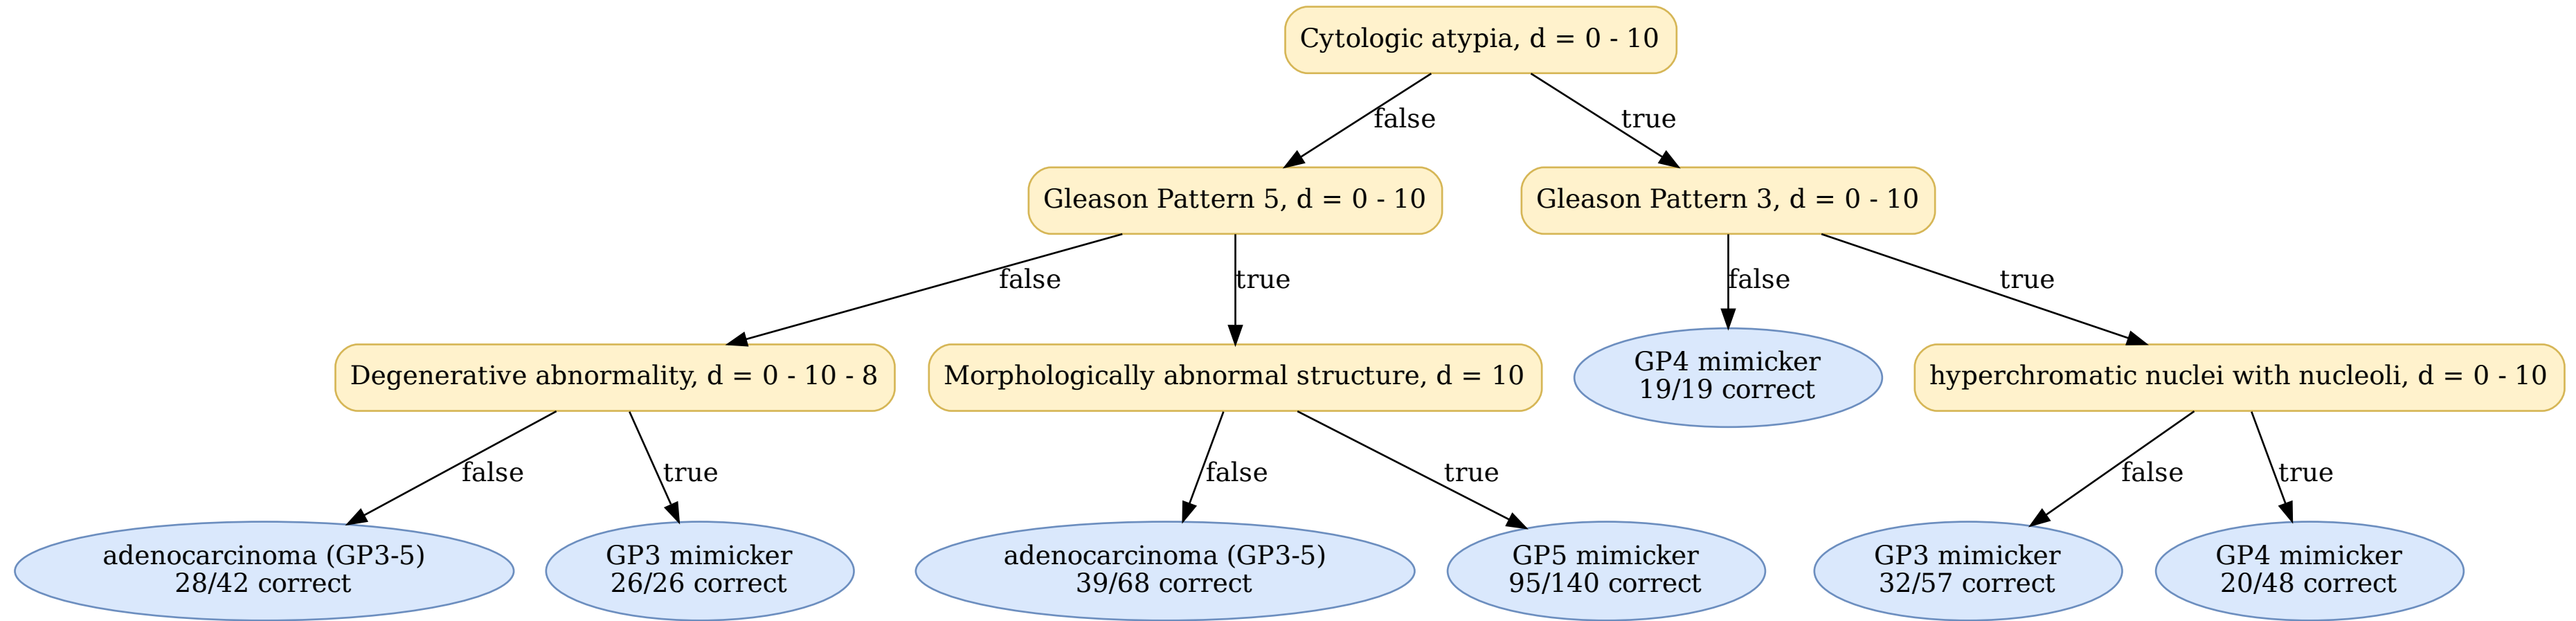 Cytologic atypia, d = 0 - 10
false
true
Gleason Pattern 5, d = 0 - 10
Gleason Pattern 3, d = 0 - 10
false
true
false
true
Degenerative abnormality, d = 0 - 10 - 8
Morphologically abnormal structure, d = 10
GP4 mimicker
19/19 correct
hyperchromatic nuclei with nucleoli, d = 0 - 10
false
true
false
true
false
true
adenocarcinoma (GP3-5)
28/42 correct
GP3 mimicker
26/26 correct
adenocarcinoma (GP3-5)
39/68 correct
GP5 mimicker
95/140 correct
GP3 mimicker
32/57 correct
GP4 mimicker
20/48 correct